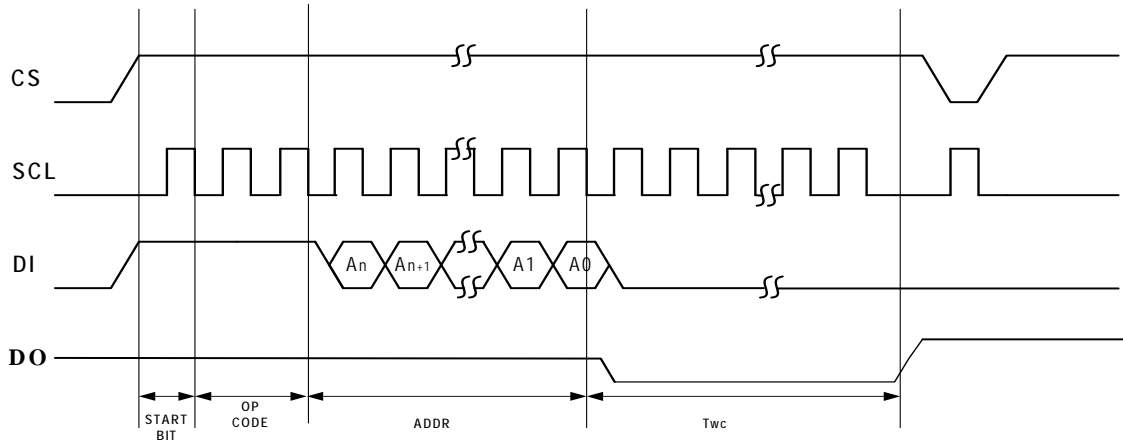 CS
SCL
DI
An An+1 A1 A0
DO
START
BIT
OP
CODE
ADDR
Twc